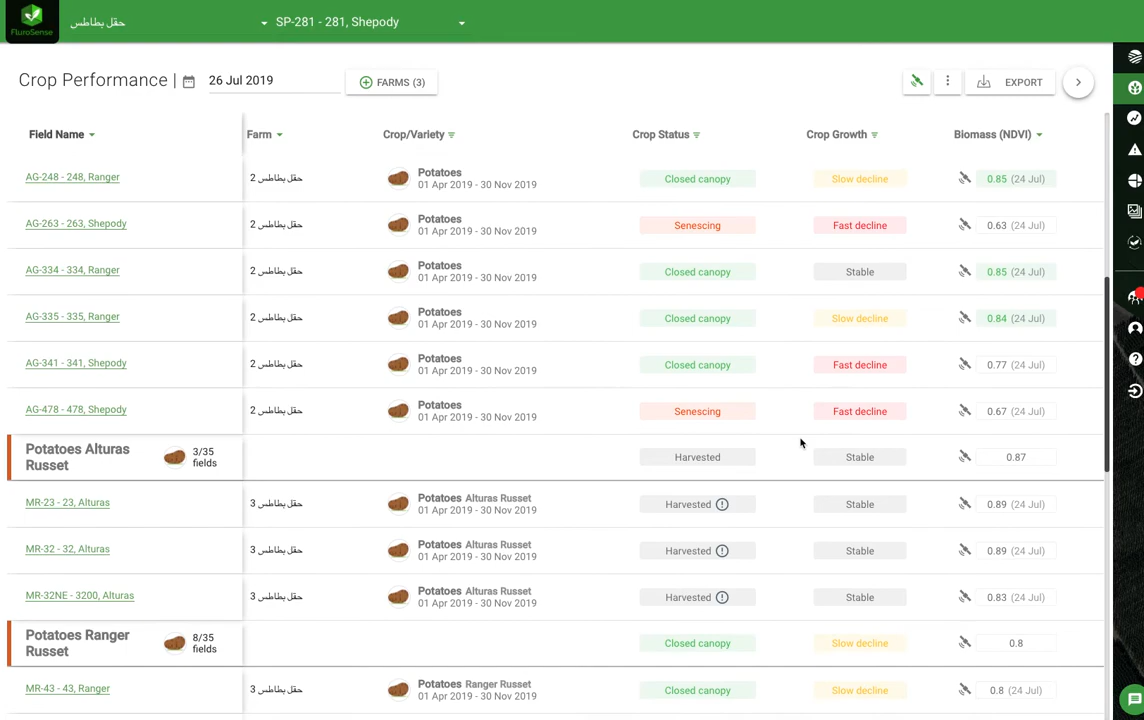 FluroSense
حقل بطاطس
SP-281 - 281, Shepody
Crop Performance |
26 Jul 2019
FARMS (3)
EXPORT
Field Name
Farm
Crop/Variety
Crop Status
Crop Growth
Biomass (NDVI)
AG-248 - 248, Ranger
حقل بطاطس 2
Potatoes
01 Apr 2019 - 30 Nov 2019
Closed canopy
Slow decline
0.85 (24 Jul)
AG-263 - 263, Shepody
حقل بطاطس 2
Potatoes
01 Apr 2019 - 30 Nov 2019
Senescing
Fast decline
0.63 (24 Jul)
AG-334 - 334, Ranger
حقل بطاطس 2
Potatoes
01 Apr 2019 - 30 Nov 2019
Closed canopy
Stable
0.85 (24 Jul)
AG-335 - 335, Ranger
حقل بطاطس 2
Potatoes
01 Apr 2019 - 30 Nov 2019
Closed canopy
Slow decline
0.84 (24 Jul)
AG-341 - 341, Shepody
حقل بطاطس 2
Potatoes
01 Apr 2019 - 30 Nov 2019
Closed canopy
Fast decline
0.77 (24 Jul)
AG-478 - 478, Shepody
حقل بطاطس 2
Potatoes
01 Apr 2019 - 30 Nov 2019
Senescing
Fast decline
0.67 (24 Jul)
Potatoes Alturas
Russet
3/35
fields
Harvested
Stable
0.87
MR-23 - 23, Alturas
حقل بطاطس 3
Potatoes Alturas Russet
01 Apr 2019 - 30 Nov 2019
Harvested
Stable
0.89 (24 Jul)
MR-32 - 32, Alturas
حقل بطاطس 3
Potatoes Alturas Russet
01 Apr 2019 - 30 Nov 2019
Harvested
Stable
0.89 (24 Jul)
MR-32NE - 3200, Alturas
حقل بطاطس 3
Potatoes Alturas Russet
01 Apr 2019 - 30 Nov 2019
Harvested
Stable
0.83 (24 Jul)
Potatoes Ranger
Russet
8/35
fields
Closed canopy
Slow decline
0.8
MR-43 - 43, Ranger
حقل بطاطس 3
Potatoes Ranger Russet
01 Apr 2019 - 30 Nov 2019
Closed canopy
Slow decline
0.8 (24 Jul)